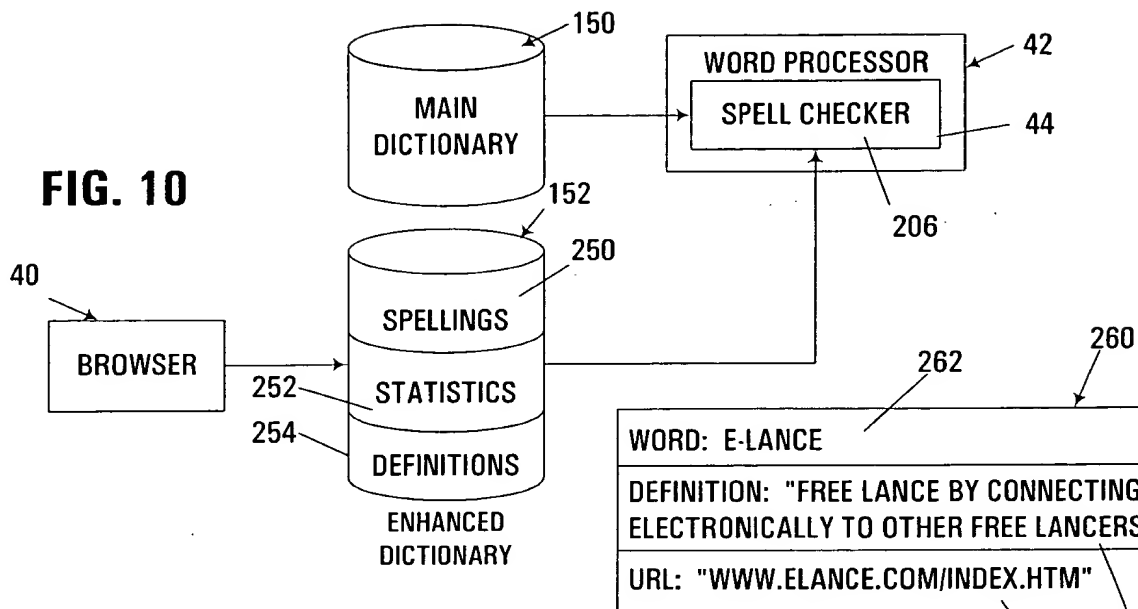 FIG. 10
150
MAIN
DICTIONARY
42
WORD PROCESSOR
SPELL CHECKER
44
206
152
250
SPELLINGS
252
STATISTICS
254
DEFINITIONS
ENHANCED
DICTIONARY
40
BROWSER
260
262
WORD: E-LANCE
DEFINITION: "FREE LANCE BY CONNECTING
ELECTRONICALLY TO OTHER FREE LANCERS
URL: "WWW.ELANCE.COM/INDEX.HTM"